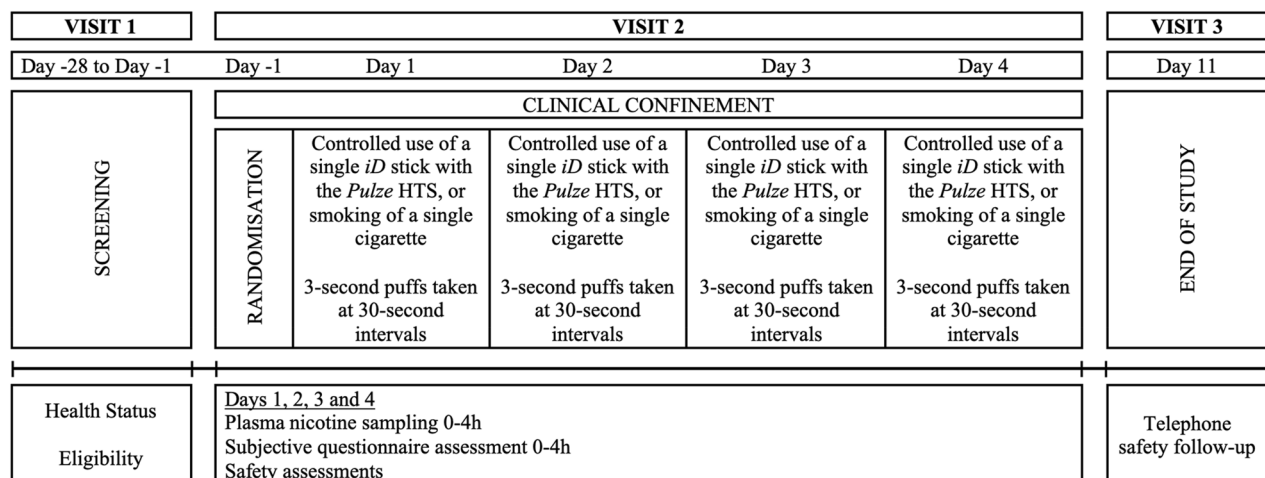 VISIT 1
VISIT 2
VISIT 3
Day -28 to Day -1
Day -1
Day 1
Day 2
Day 3
Day 4
Day 11
SCREENING
CLINICAL CONFINEMENT
RANDOMISATION
Controlled use of a
single iD stick with
the Pulze HTS, or
smoking of a single
cigarette
3-second puffs taken
at 30-second
intervals
Controlled use of a
single iD stick with
the Pulze HTS, or
smoking of a single
cigarette
3-second puffs taken
at 30-second
intervals
Controlled use of a
single iD stick with
the Pulze HTS, or
smoking of a single
cigarette
3-second puffs taken
at 30-second
intervals
Controlled use of a
single iD stick with
the Pulze HTS, or
smoking of a single
cigarette
3-second puffs taken
at 30-second
intervals
END OF STUDY
Health Status
Eligibility
Days 1, 2, 3 and 4
Plasma nicotine sampling 0-4h
Subjective questionnaire assessment 0-4h
Safety assessments
Telephone
safety follow-up